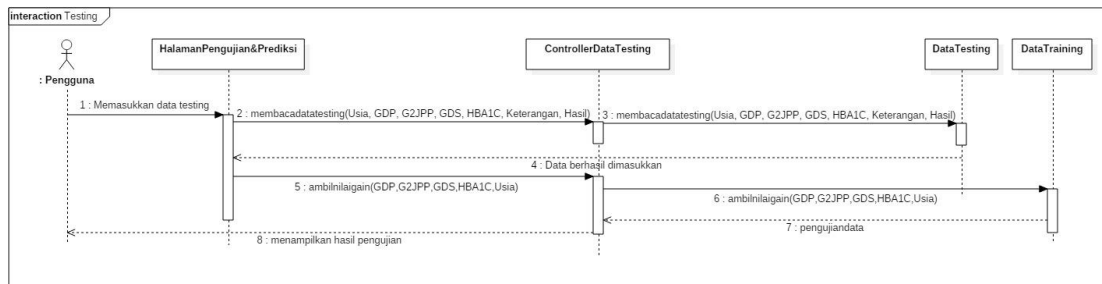 interaction Testing
HalamanPengujian&Prediksi
ControllerDataTesting
DataTesting
DataTraining
: Pengguna
1 : Memasukkan data testing
2 : membacadatatesting(Usia, GDP, G2JPP, GDS, HBA1C, Keterangan, Hasil)
3 : membacadatatesting(Usia, GDP, G2JPP, GDS, HBA1C, Keterangan, Hasil)
4 : Data berhasil dimasukkan
5 : ambilnilaigain(GDP,G2JPP,GDS,HBA1C,Usia)
6 : ambilnilaigain(GDP,G2JPP,GDS,HBA1C,Usia)
7 : pengujiandata
8 : menampilkan hasil pengujian